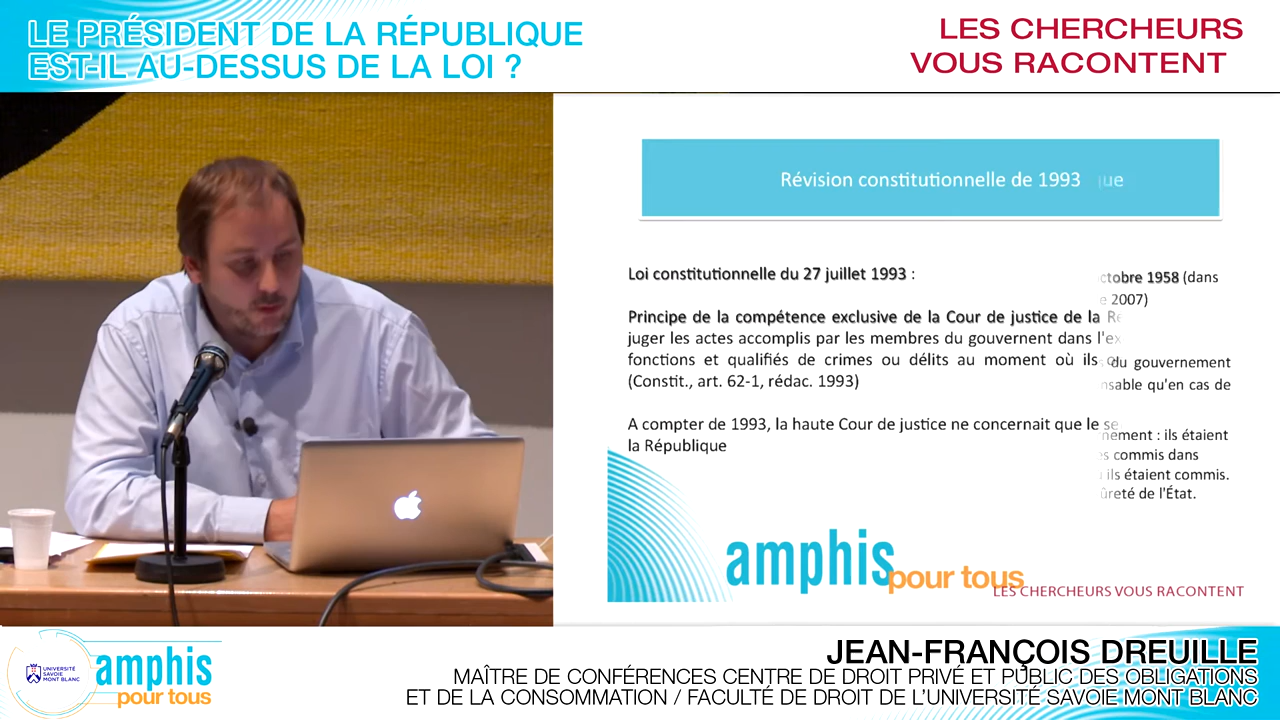 LE PRÉSIDENT DE LA RÉPUBLIQUE
EST-IL AU-DESSUS DE LA LOI ?
LES CHERCHEURS
VOUS RACONTENT
Révision constitutionnelle de 1993
Loi constitutionnelle du 27 juillet 1993 :
Principe de la compétence exclusive de la Cour de justice de la
juger les actes accomplis par les membres du gouvernent dans
fonctions et qualifiés de crimes ou délits au moment où ils
(Constit., art. 62-1, rédac. 1993)
A compter de 1993, la haute Cour de justice ne concernait que le
la République
1958 (dans
2007)
du gouvernement
qu'en cas de
: ils étaient
commis dans
ils étaient commis.
de l'État.
amphis
pour tous
LES CHERCHEURS VOUS RACONTENT
UNIVERSITÉ
SAVOIE
MONT BLANC
amphis
pour tous
JEAN-FRANÇOIS DREUILLE
MAÎTRE DE CONFÉRENCES CENTRE DE DROIT PRIVÉ ET PUBLIC DES OBLIGATIONS
ET DE LA CONSOMMATION / FACULTÉ DE DROIT DE L'UNIVERSITÉ SAVOIE MONT BLANC